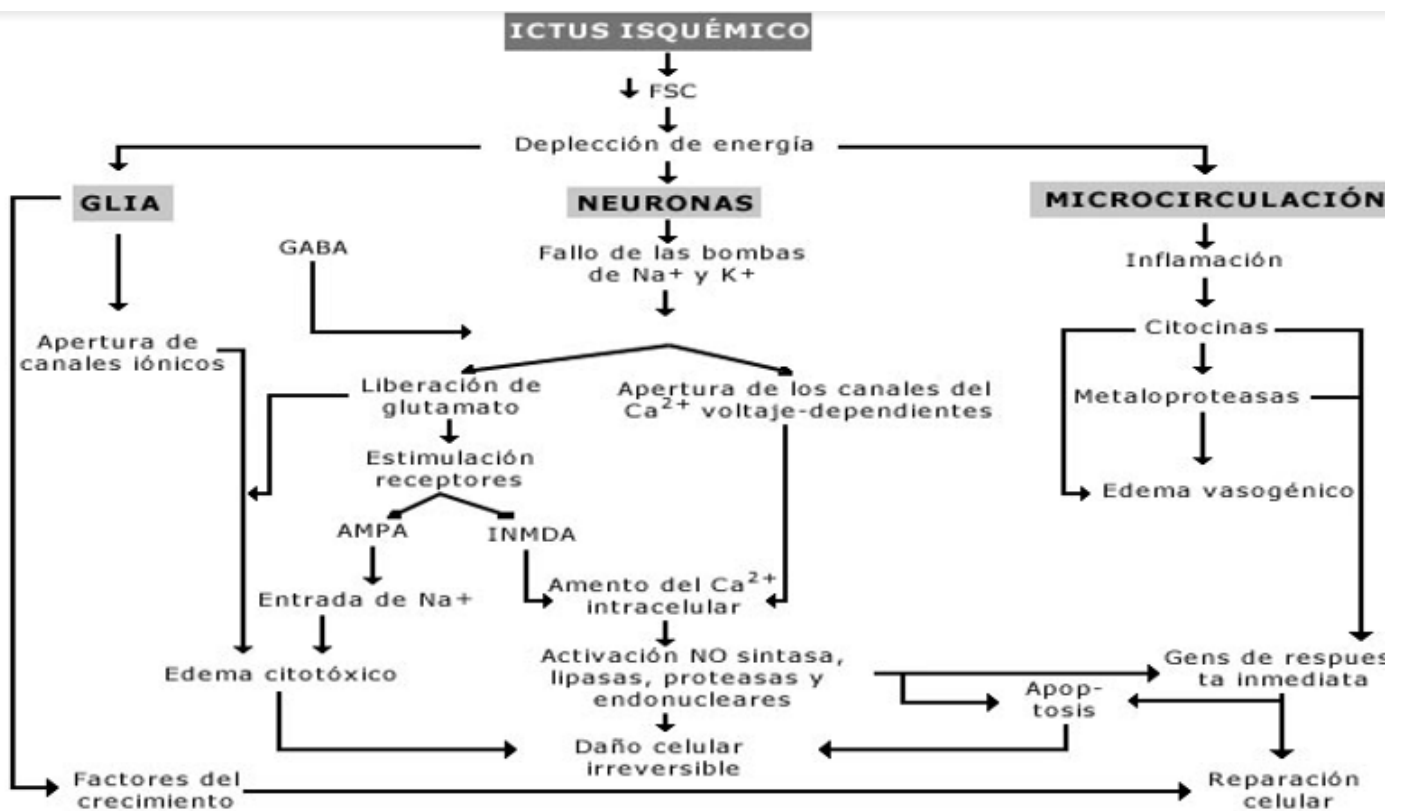 ICTUS ISQUÉMICO
FSC
Deplección de energía
GLIA
NEURONAS
MICROCIRCULACIÓN
GABA
Fallo de las bombas
de Na+ y K+
Inflamación
Apertura de
canales iónicos
Citocinas
Liberación de
glutamato
Apertura de los canales del
Ca²⁺ voltaje-dependientes
Metaloproteasas
Estimulación
receptores
Edema vasogénico
AMPA
INMDA
Entrada de Na+
Amento del Ca²⁺
intracelular
Edema citotóxico
Activación NO sintasa,
lipasas, proteasas y
endonucleares
Apop-
tosis
Gens de respues
ta inmediata
Daño celular
irreversible
Factores del
crecimiento
Reparación
celular